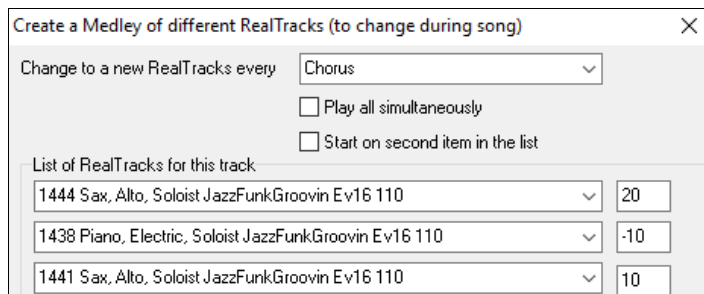 Create a Medley of different RealTracks (to change during song)
Change to a new RealTracks every Chorus
Play all simultaneously
Start on second item in the list
List of RealTracks for this track
1444 Sax, Alto, Soloist JazzFunkGroovin Ev16 110 20
1438 Piano, Electric, Soloist JazzFunkGroovin Ev16 110 -10
1441 Sax, Alto, Soloist JazzFunkGroovin Ev16 110 10